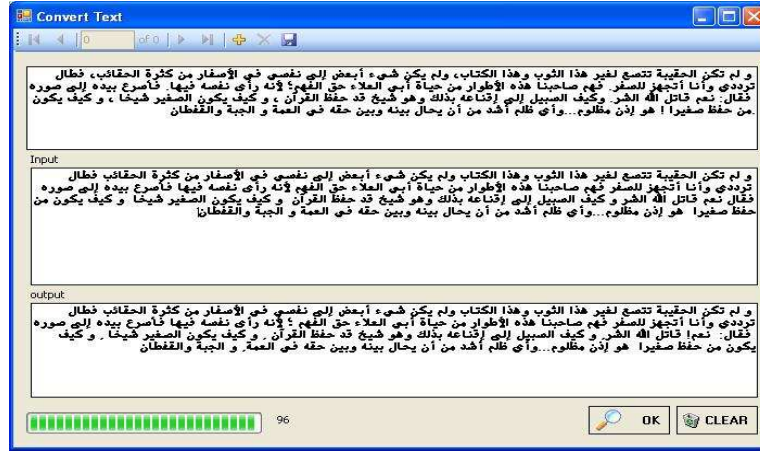 Convert Text
0 of 0
و لم تكن الحقيبة تتسع لغير هذا الثوب وهذا الكتاب، ولم يكن شيء أبغض إلى نفسي في الأسفار من كثرة الحقائب، فطال
ترددي وأنا أتجهز للسفر. فهم صاحبنا هذه الأطوار من حياة أبي العلاء حق الفهم؛ لأنه رأى نفسه فيها. فأسرع بيده إلى صوره
فقال: نعم قاتل الله الشر. وكيف السبيل إلى إقناعه بذلك وهو شيخ قد حفظ القرآن ، و كيف يكون الصغير شيخا ، و كيف يكون
من حفظ صغيرا ! هو إذن مظلوم...وأي ظلم أشد من أن يحال بينه وبين حقه في العمة و الجبة والقفطان.
Input
و لم تكن الحقيبة تتسع لغير هذا الثوب وهذا الكتاب ولم يكن شيء أبغض إلى نفسي في الأسفار من كثرة الحقائب فطال
ترددي وأنا أتجهز للسفر فهم صاحبنا هذه الأطوار من حياة أبي العلاء حق الفهم لأنه رأى نفسه فيها فأسرع بيده إلى صوره
فقال نعم قاتل الله الشر و كيف السبيل إلى إقناعه بذلك وهو شيخ قد حفظ القرآن و كيف يكون الصغير شيخا و كيف يكون من
حفظ صغيرا هو إذن مظلوم...وأي ظلم أشد من أن يحال بينه وبين حقه في العمة و الجبة والقفطان
output
و لم تكن الحقيبة تتسع لغير هذا الثوب وهذا الكتاب ولم يكن شيء أبغض إلى نفسي في الأسفار من كثرة الحقائب فطال
ترددي وأنا أتجهز للسفر فهم صاحبنا هذه الأطوار من حياة أبي العلاء حق الفهم ؛ لأنه رأى نفسه فيها فأسرع بيده إلى صوره
فقال: نعم! قاتل الله الشر و كيف السبيل إلى إقناعه بذلك وهو شيخ قد حفظ القرآن , و كيف يكون الصغير شيخا , و كيف
يكون من حفظ صغيرا هو إذن مظلوم...وأي ظلم أشد من أن يحال بينه وبين حقه في العمة, و الجبة والقفطان
96 OK CLEAR